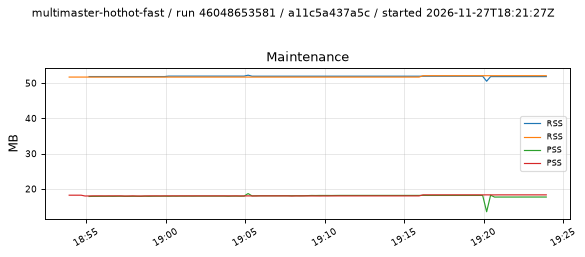 multimaster-hothot-fast / run 46048653581 / a11c5a437a5c / started 2026-11-27T18:21:27Z
Maintenance
MB
50
40
30
20
RSS
RSS
PSS
PSS
18:55
19:00
19:05
19:10
19:15
19:20
19:25